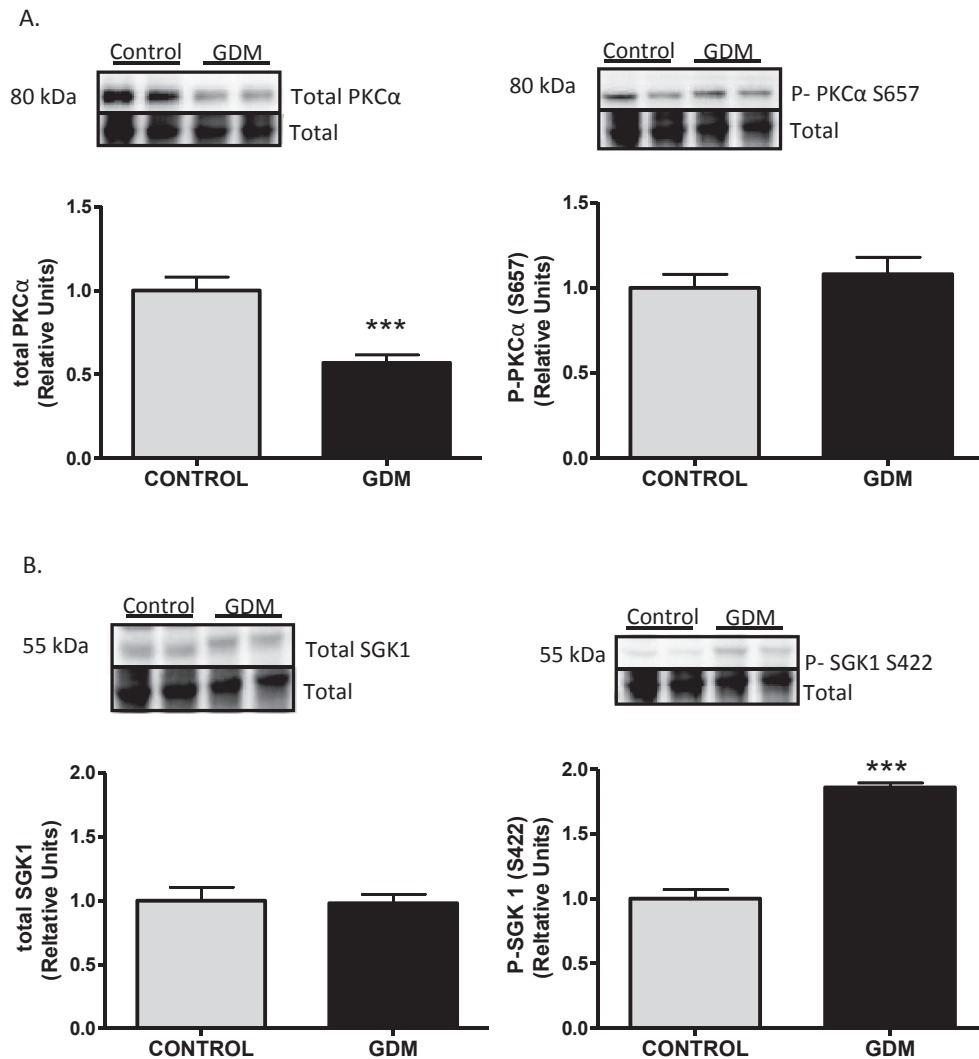 A.
Control GDM
80 kDa
Total PKCα
Total
Control GDM
80 kDa
P- PKCα S657
Total
total PKCα
(Relative Units)
1.5
1.0
0.5
0.0
***
CONTROL GDM
P-PKCα (S657)
(Relative Units)
1.5
1.0
0.5
0.0
CONTROL GDM
B.
Control GDM
55 kDa
Total SGK1
Total
Control GDM
55 kDa
P- SGK1 S422
Total
total SGK1
(Reltative Units)
2.0
1.5
1.0
0.5
0.0
CONTROL GDM
P-SGK 1 (S422)
(Reltative Units)
2.0
1.5
1.0
0.5
0.0
***
CONTROL GDM